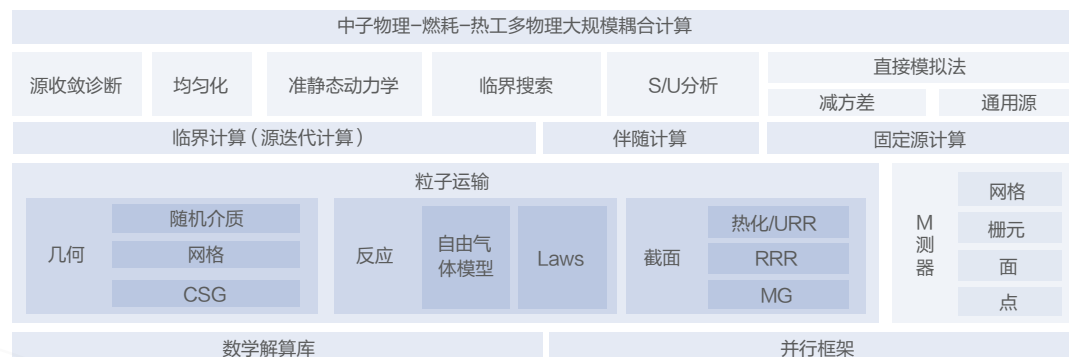 中子物理-燃耗-热工多物理大规模耦合计算
源收敛诊断
均匀化
准静态动力学
临界搜索
S/U分析
直接模拟法
减方差
通用源
临界计算(源迭代计算)
伴随计算
固定源计算
粒子运输
几何
随机介质
网格
CSG
反应
自由气
体模型
Laws
截面
热化/URR
RRR
MG
M
测
器
网格
栅元
面
点
数学解算库
并行框架